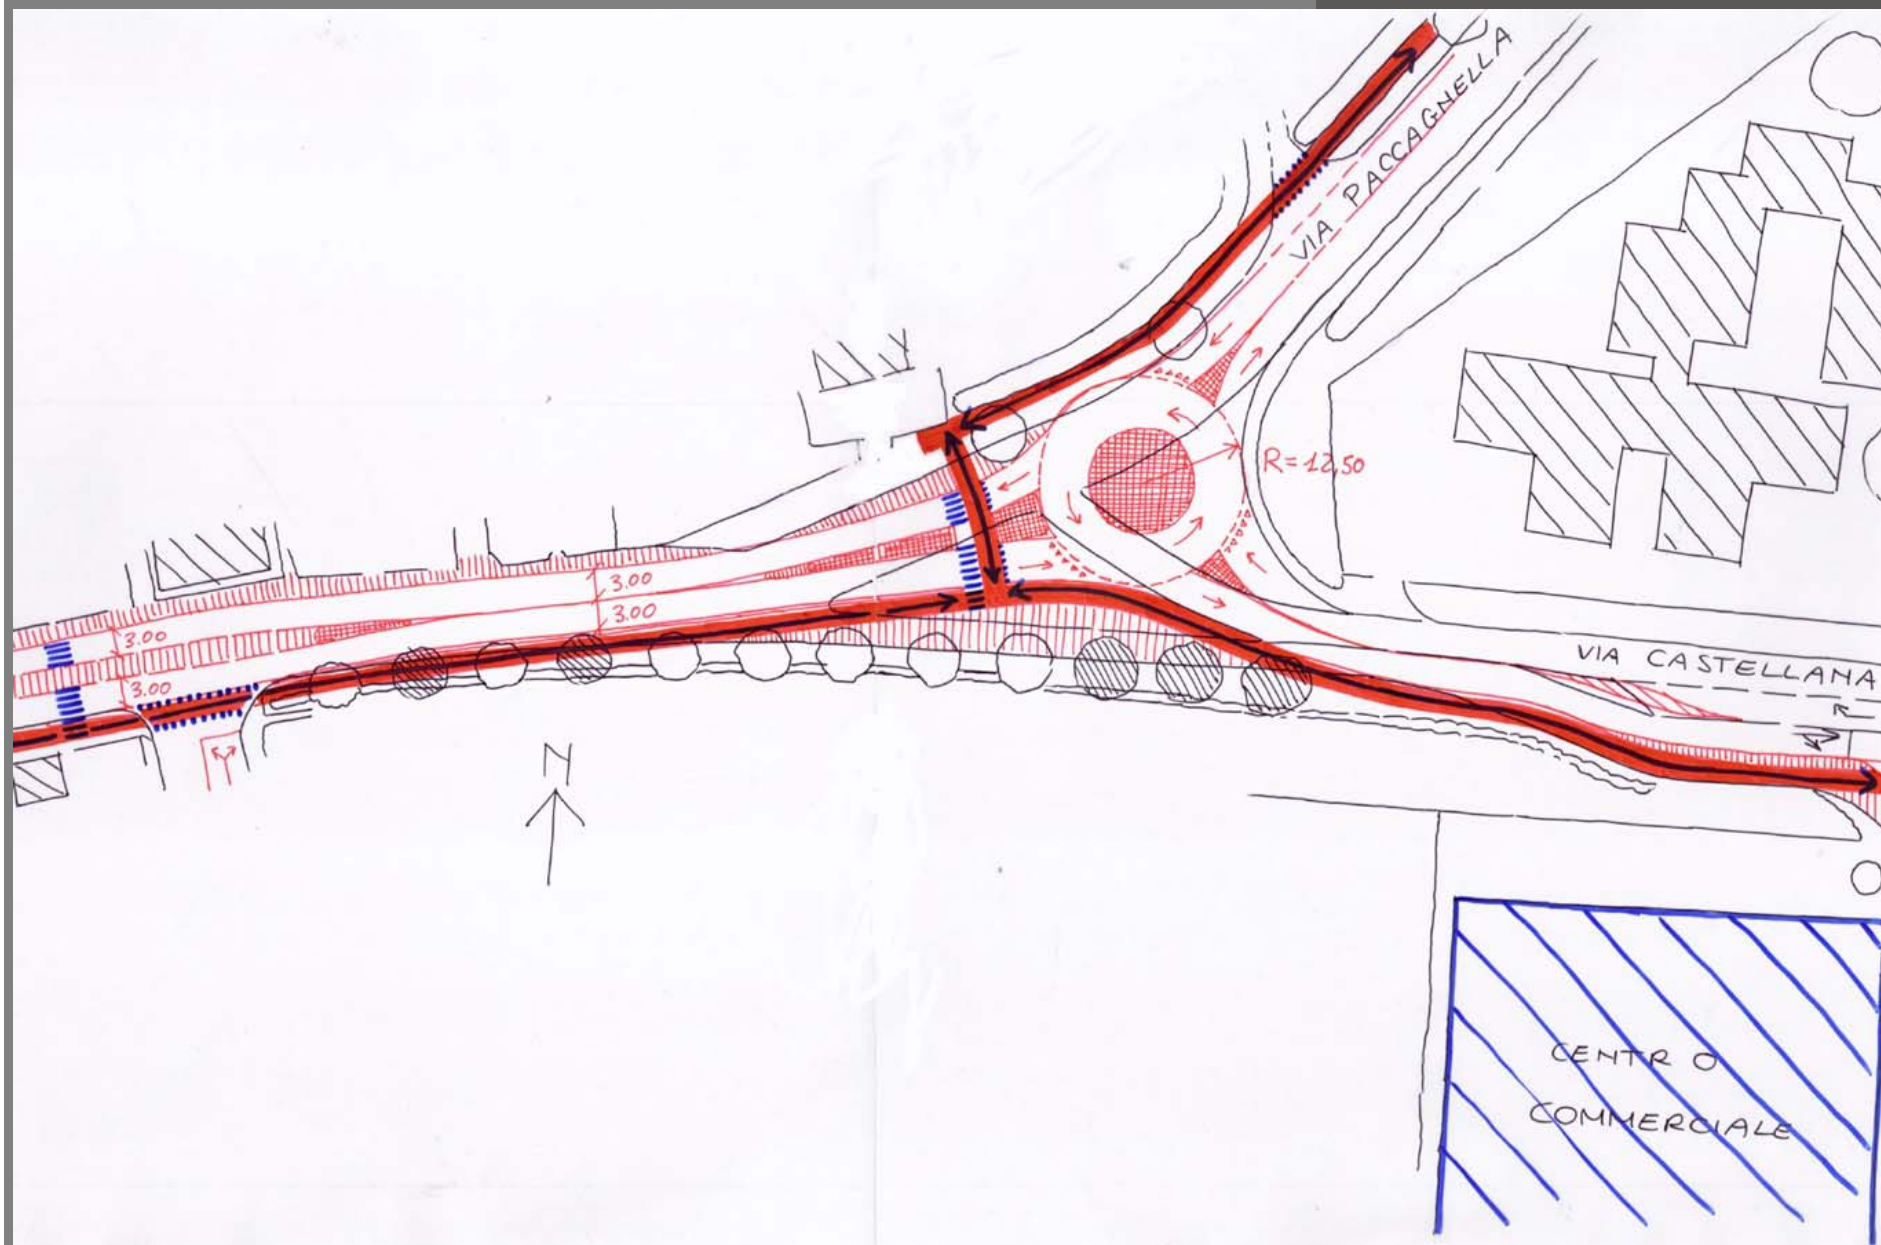 VIA PACCAGNELLA
R=12,50
3.00
3.00
3.00
3.00
VIA CASTELLANA
N
CENTRO
COMMERCIALE